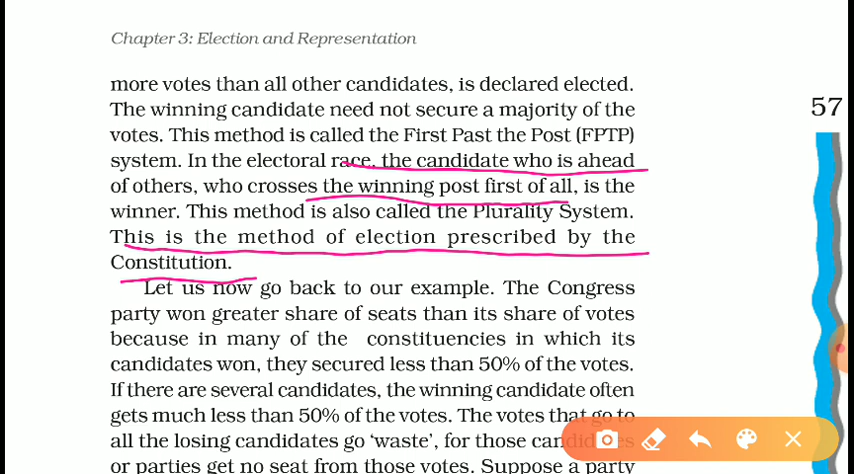 Chapter 3: Election and Representation
more votes than all other candidates, is declared elected.
The winning candidate need not secure a majority of the
57
votes. This method is called the First Past the Post (FPTP)
system. In the electoral race, the candidate who is ahead
of others, who crosses the winning post first of all, is the
winner. This method is also called the Plurality System.
This is the method of election prescribed by the
Constitution.
Let us now go back to our example. The Congress
party won greater share of seats than its share of votes
because in many of the constituencies in which its
candidates won, they secured less than 50% of the votes.
If there are several candidates, the winning candidate often
gets much less than 50% of the votes. The votes that go to
all the losing candidates go ‘waste’, for those candidates
or parties get no seat from those votes. Suppose a party